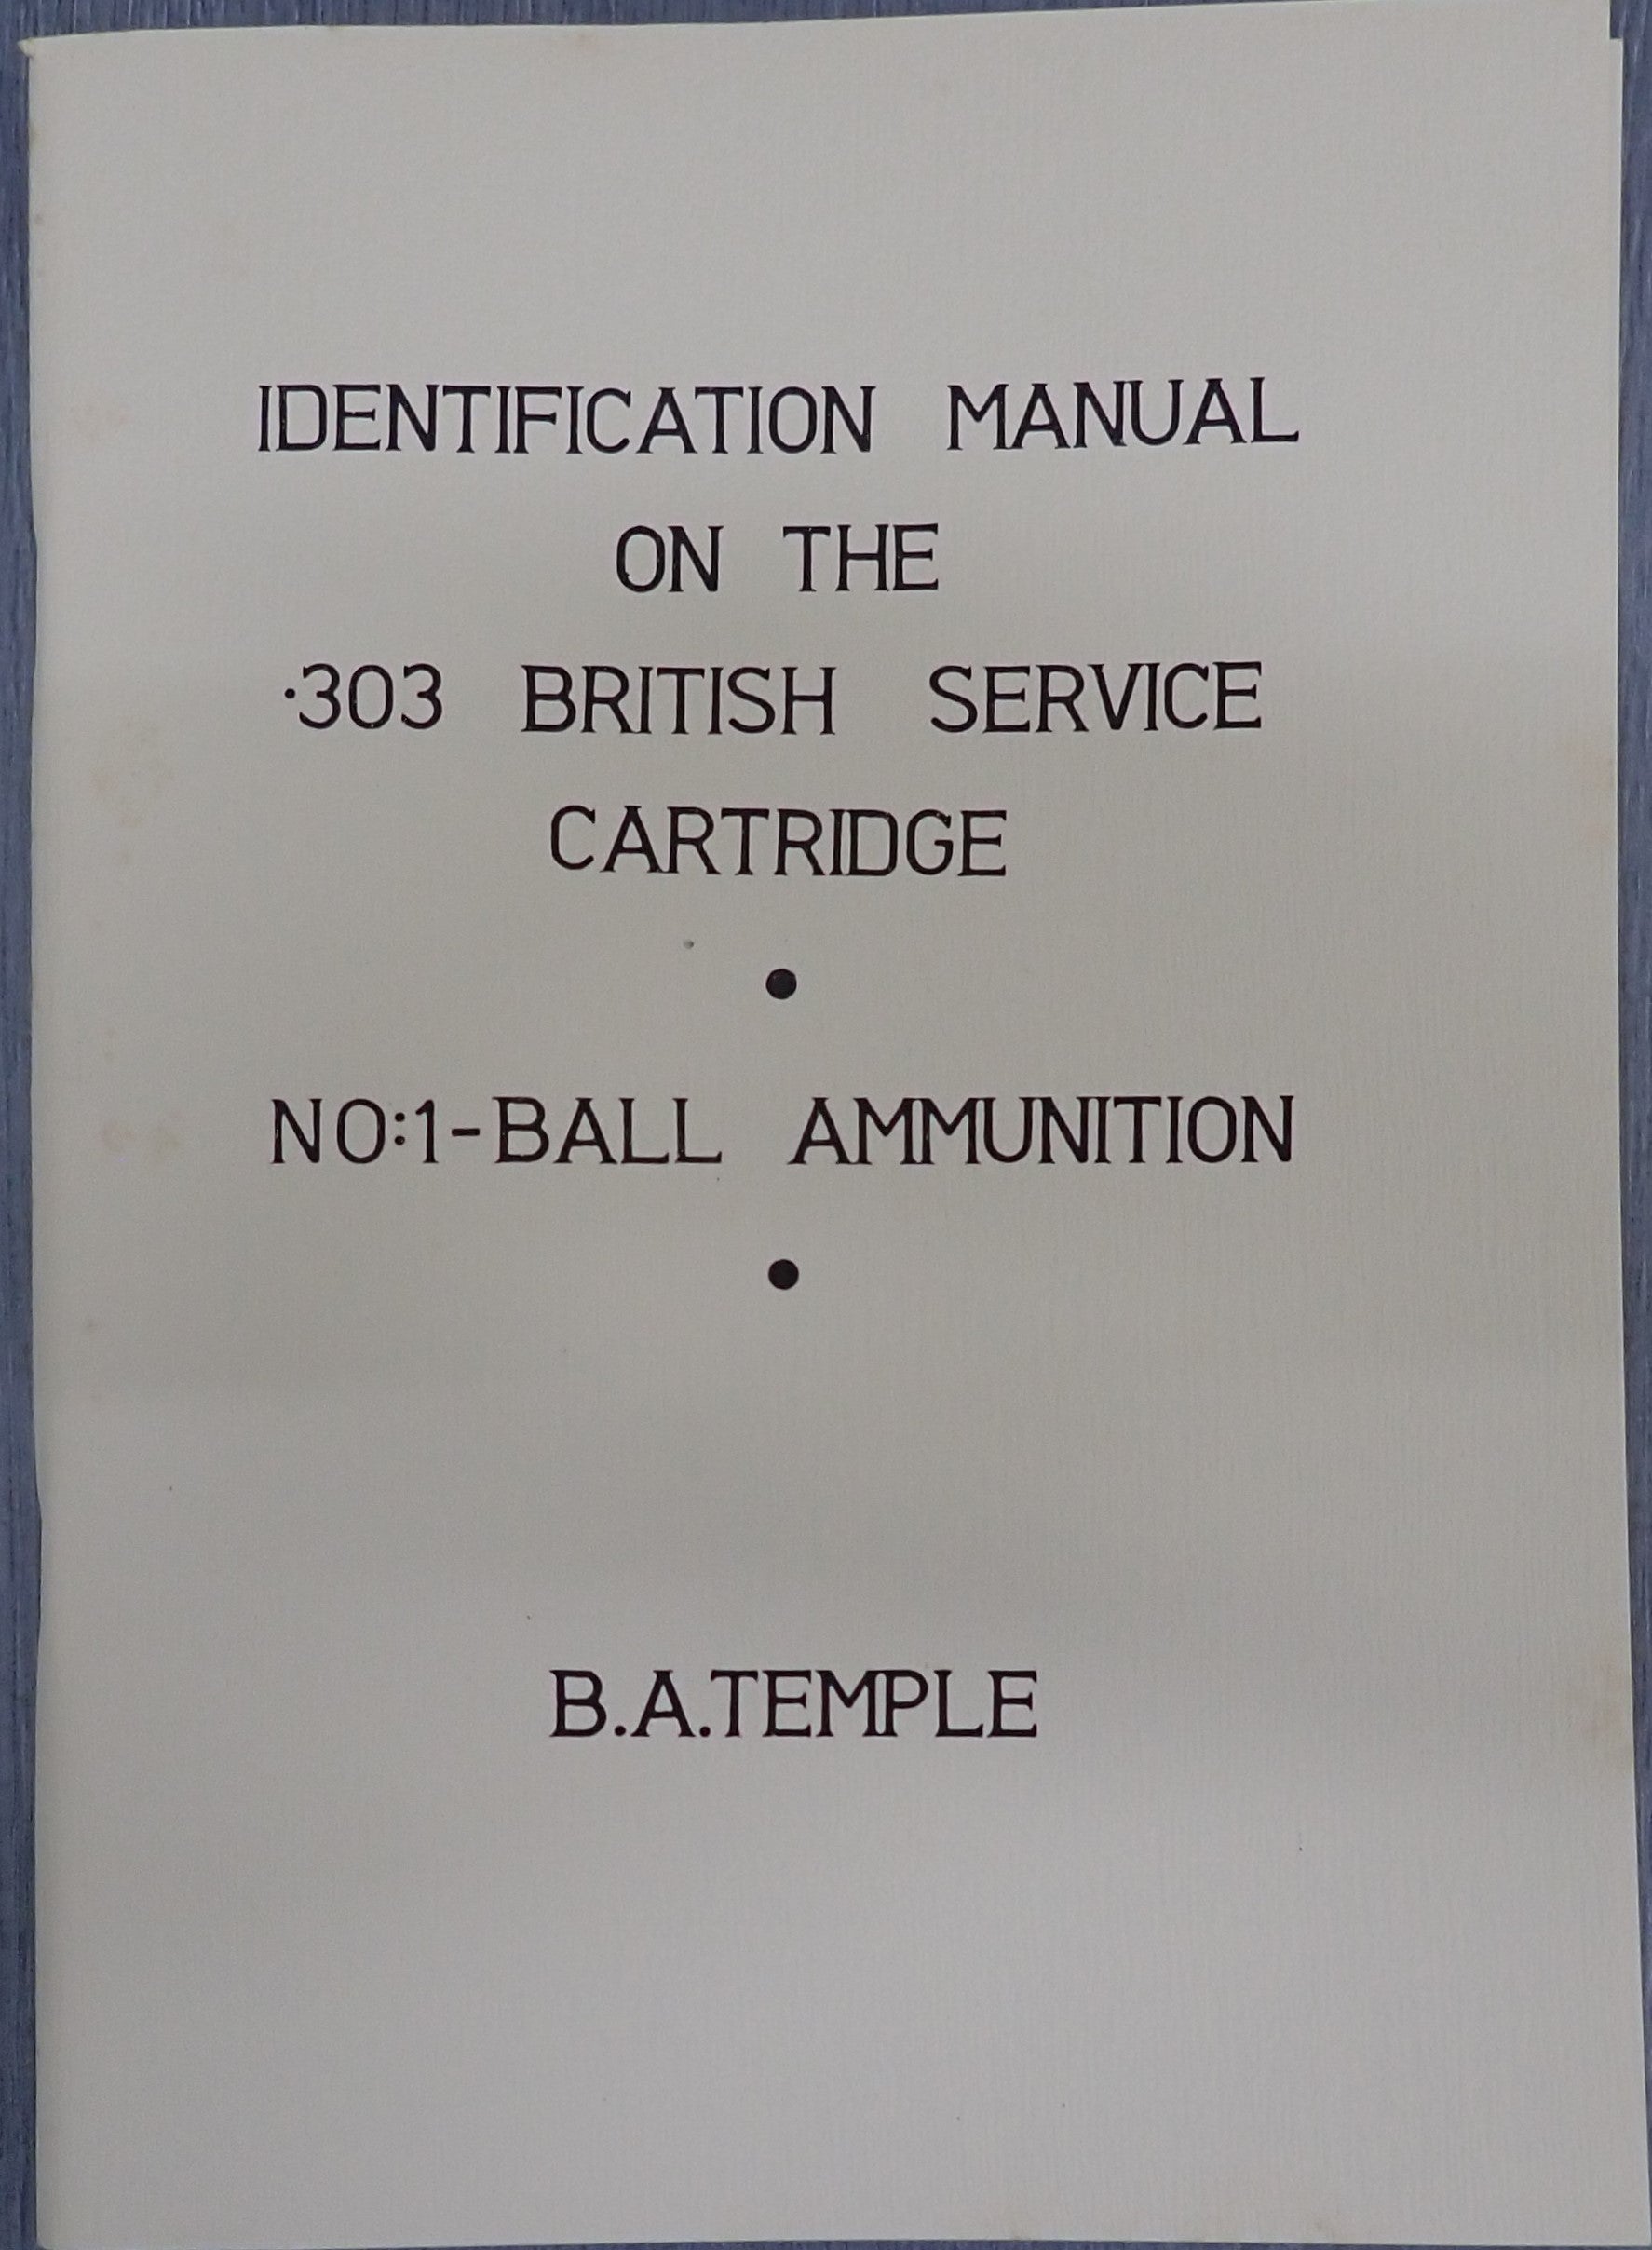 IDENTIFICATION MANUAL
ON THE
·303 BRITISH SERVICE
CARTRIDGE
•
NO:1-BALL AMMUNITION
•
B.A.TEMPLE